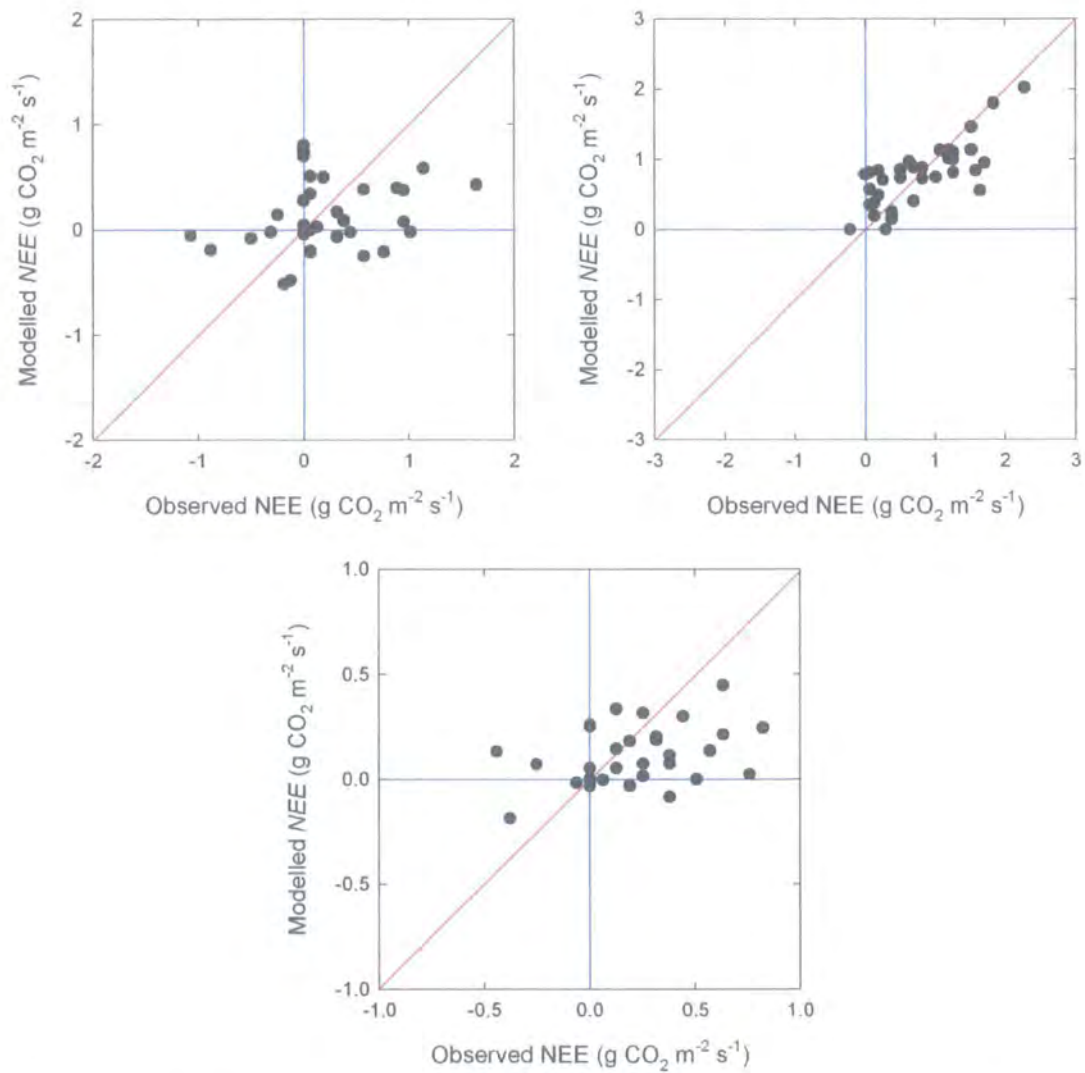 2
1
0
-1
-2
-2 -1 0 1 2
Modelled NEE (g CO2 m-2 s-1)
Observed NEE (g CO2 m-2 s-1)
3
2
1
0
-1
-2
-3
-3 -2 -1 0 1 2 3
Modelled NEE (g CO2 m-2 s-1)
Observed NEE (g CO2 m-2 s-1)
1.0
0.5
0.0
-0.5
-1.0
-1.0 -0.5 0.0 0.5 1.0
Modelled NEE (g CO2 m-2 s-1)
Observed NEE (g CO2 m-2 s-1)